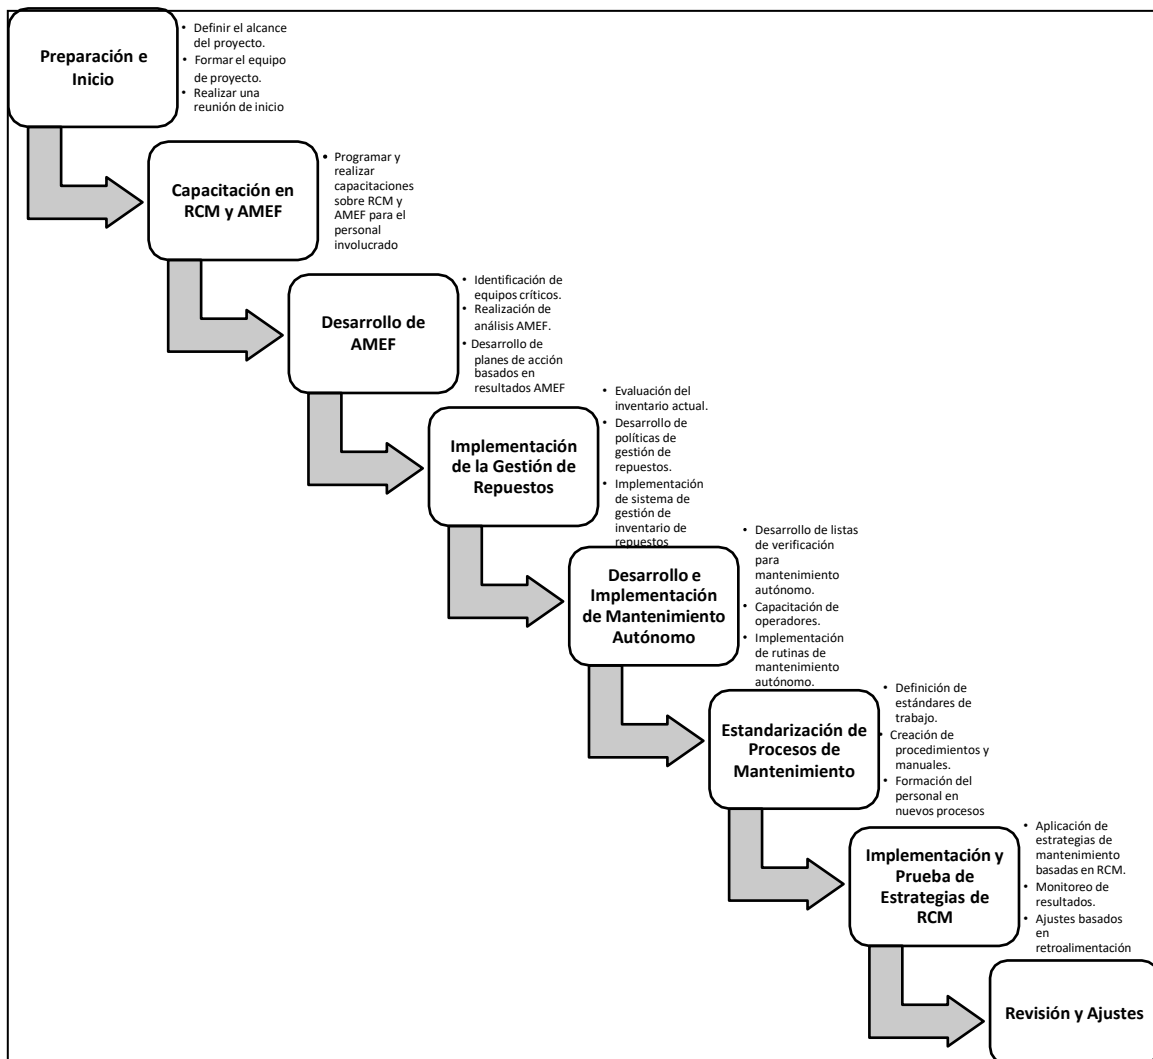 Preparación e
Inicio
• Definir el alcance
del proyecto.
• Formar el equipo
de proyecto.
• Realizar una
reunión de inicio
Capacitación en
RCM y AMEF
• Programar y
realizar
capacitaciones
sobre RCM y
AMEF para el
personal
involucrado
Desarrollo de
AMEF
• Identificación de
equipos críticos.
• Realización de
análisis AMEF.
• Desarrollo de
planes de acción
basados en
resultados AMEF
Implementación
de la Gestión de
Repuestos
• Evaluación del
inventario actual.
• Desarrollo de
políticas de
gestión de
repuestos.
• Implementación
de sistema de
gestión de
inventario de
repuestos
Desarrollo e
Implementación
de Mantenimiento
Autónomo
• Desarrollo de listas
de verificación
para
mantenimiento
autónomo.
• Capacitación de
operadores.
• Implementación
de rutinas de
mantenimiento
autónomo.
Estandarización de
Procesos de
Mantenimiento
• Definición de
estándares de
trabajo.
• Creación de
procedimientos y
manuales.
• Formación del
personal en
nuevos procesos
Implementación y
Prueba de
Estrategias de
RCM
• Aplicación de
estrategias de
mantenimiento
basadas en RCM.
• Monitoreo de
resultados.
• Ajustes basados
en
retroalimentación
Revisión y Ajustes